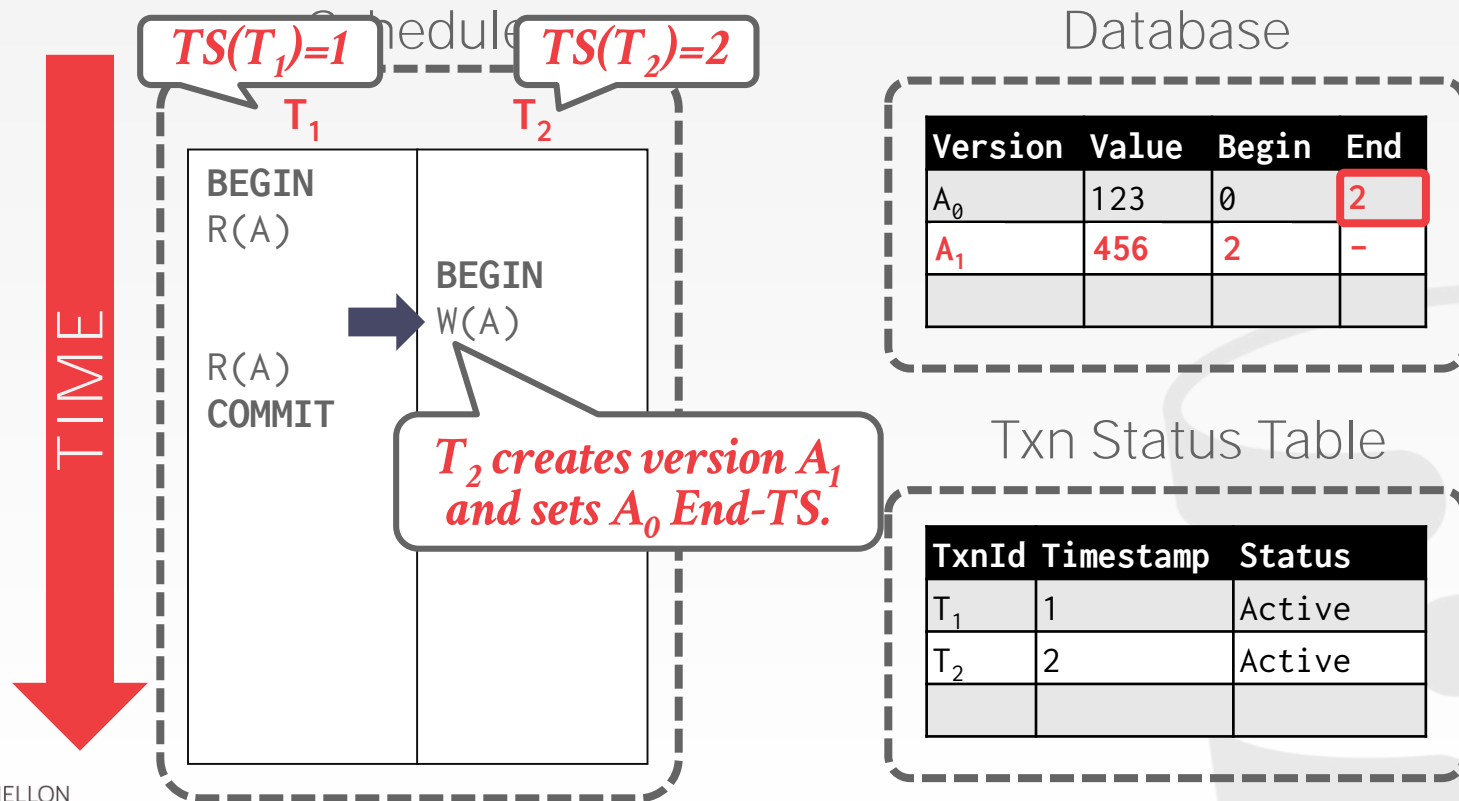 Schedule
TS(T₁)=1
TS(T₂)=2
T₁ T₂
BEGIN
R(A)
BEGIN
W(A)
R(A)
COMMIT
T₂ creates version A₁
and sets A₀ End-TS.
TIME
Database
Version Value Begin End
A₀ 123 0 2
A₁ 456 2 -
Txn Status Table
TxnId Timestamp Status
T₁ 1 Active
T₂ 2 Active
MELLON